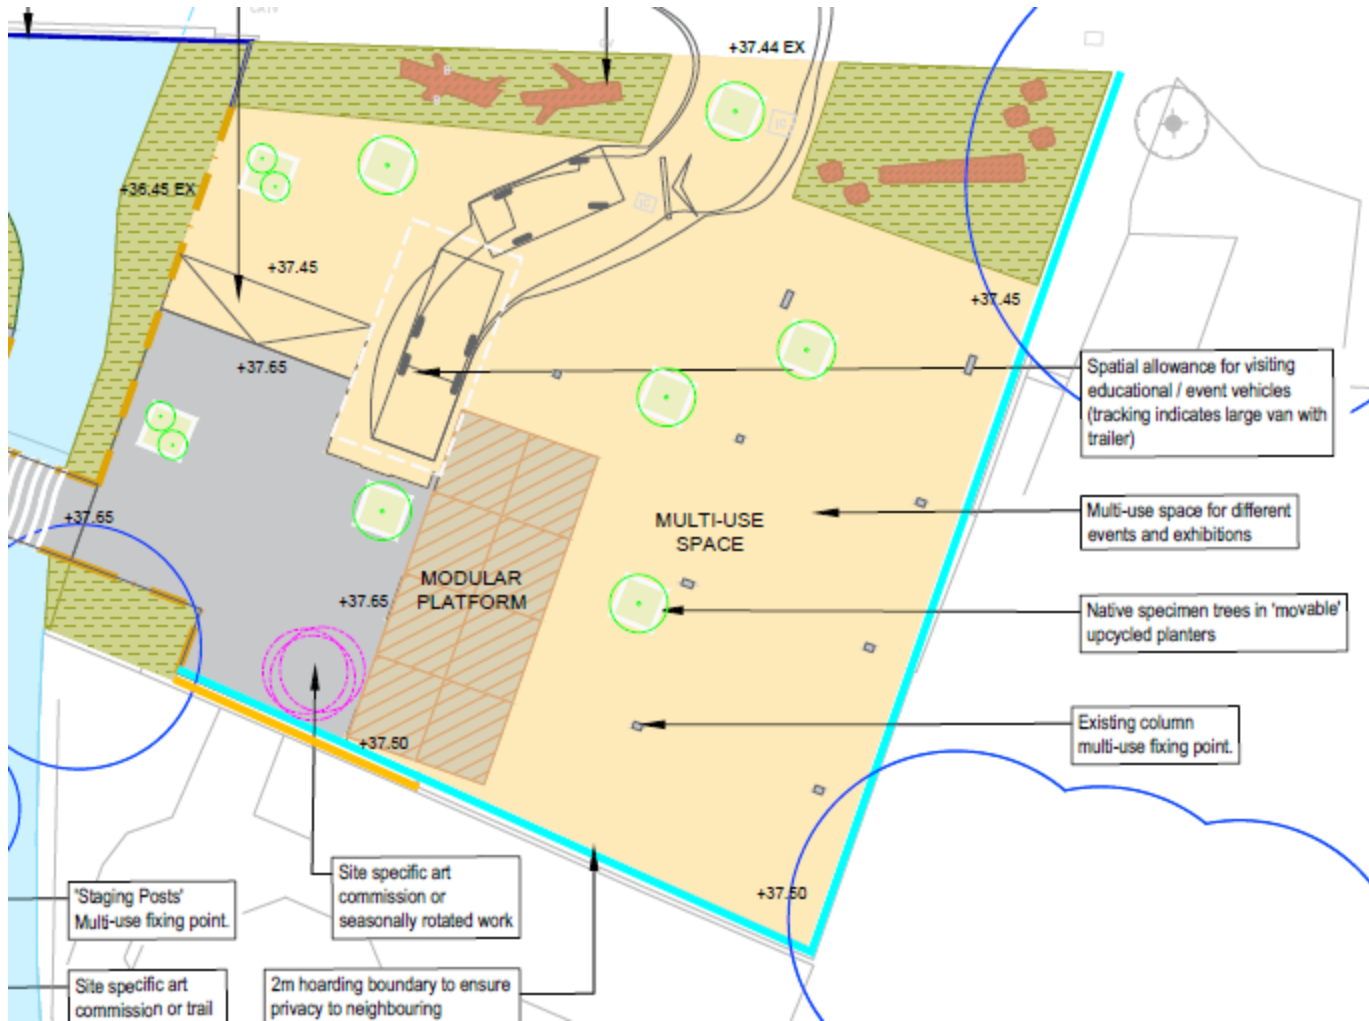 +37.44 EX
+36.45 EX
+37.45
+37.45
+37.65
Spatial allowance for visiting
educational / event vehicles
(tracking indicates large van with
trailer)
+37.65
MULTI-USE
SPACE
Multi-use space for different
events and exhibitions
MODULAR
PLATFORM
+37.65
Native specimen trees in 'movable'
upcycled planters
+37.50
Existing column
multi-use fixing point.
+37.50
'Staging Posts'
Multi-use fixing point.
Site specific art
commission or
seasonally rotated work
Site specific art
commission or trail
2m hoarding boundary to ensure
privacy to neighbouring